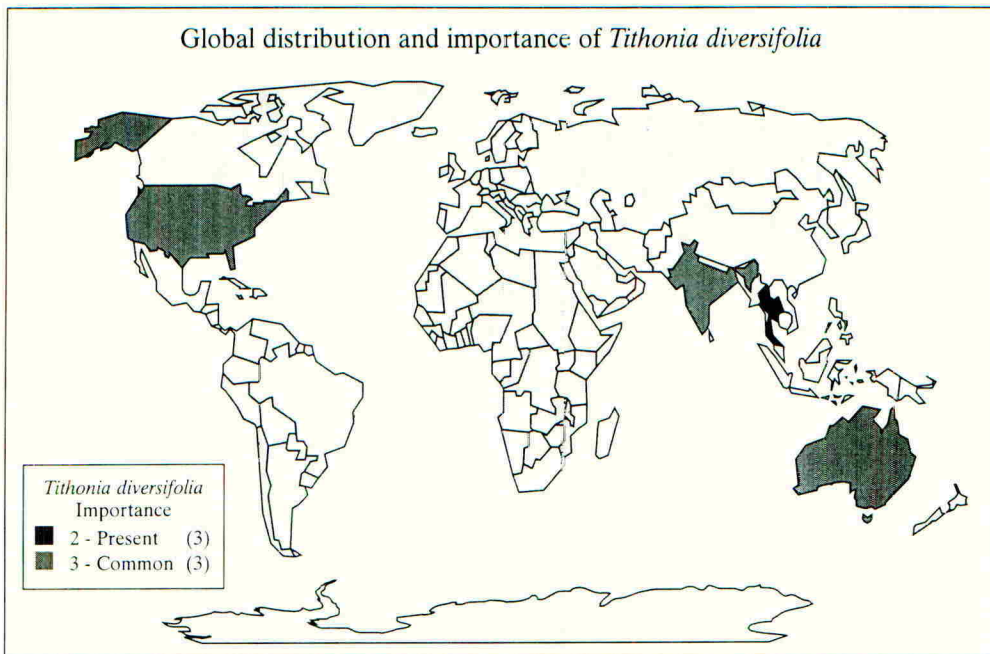 Global distribution and importance of Tithonia diversifolia
Tithonia diversifolia
Importance
2 - Present (3)
3 - Common (3)